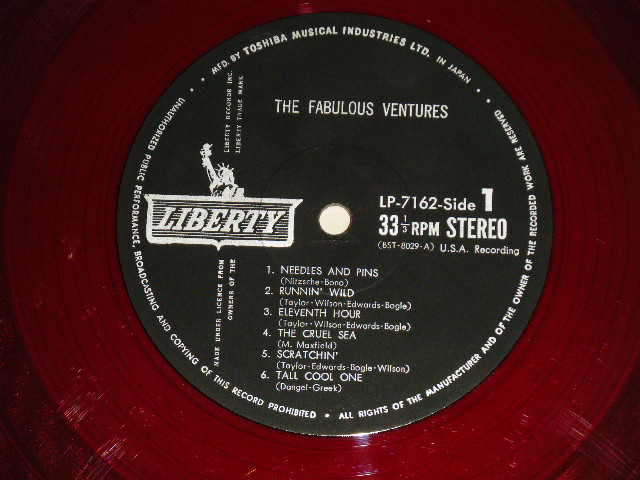 • MFD. BY TOSHIBA MUSICAL INDUSTRIES LTD. IN JAPAN •
LIBERTY RECORDS INC.
LIBERTY TRADE MARK
THE FABULOUS VENTURES
LIBERTY
LP-7162-Side 1
33 1/3 RPM STEREO
(BST-8029-A) U.S.A. Recording
1. NEEDLES AND PINS
(Nitzsche-Bono)
2. RUNNIN' WILD
(Taylor-Wilson-Edwards-Bogle)
3. ELEVENTH HOUR
(Taylor-Wilson-Edwards-Bogle)
4. THE CRUEL SEA
(M. Maxfield)
5. SCRATCHIN'
(Taylor-Edwards-Bogle-Wilson)
6. TALL COOL ONE
(Dangel-Greek)
MADE UNDER LICENCE FROM
OWNERS OF THE
• UNAUTHORIZED PUBLIC PERFORMANCE, BROADCASTING AND COPYING OF THIS RECORD PROHIBITED • ALL RIGHTS OF THE MANUFACTURER AND OF THE OWNER OF THE RECORDED WORK ARE RESERVED